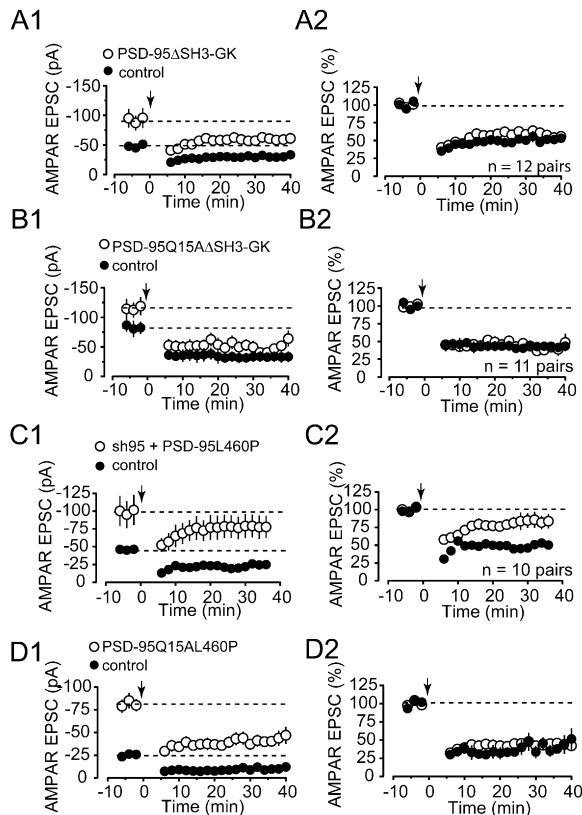 A1
PSD-95ΔSH3-GK
control
AMPAR EPSC (pA)
-150
-100
-50
0
-10 0 10 20 30 40
Time (min)
A2
AMPAR EPSC (%)
125
100
75
50
25
0
n = 12 pairs
-10 0 10 20 30 40
Time (min)
B1
PSD-95Q15AΔSH3-GK
control
AMPAR EPSC (pA)
-150
-100
-50
0
-10 0 10 20 30 40
Time (min)
B2
AMPAR EPSC (%)
125
100
75
50
25
0
n = 11 pairs
-10 0 10 20 30 40
Time (min)
C1
sh95 + PSD-95L460P
control
AMPAR EPSC (pA)
-125
-100
-75
-50
-25
0
-10 0 10 20 30 40
Time (min)
C2
AMPAR EPSC (%)
125
100
75
50
25
0
n = 10 pairs
-10 0 10 20 30 40
Time (min)
D1
PSD-95Q15AL460P
control
AMPAR EPSC (pA)
-100
-75
-50
-25
0
-10 0 10 20 30 40
Time (min)
D2
AMPAR EPSC (%)
125
100
75
50
25
0
-10 0 10 20 30 40
Time (min)